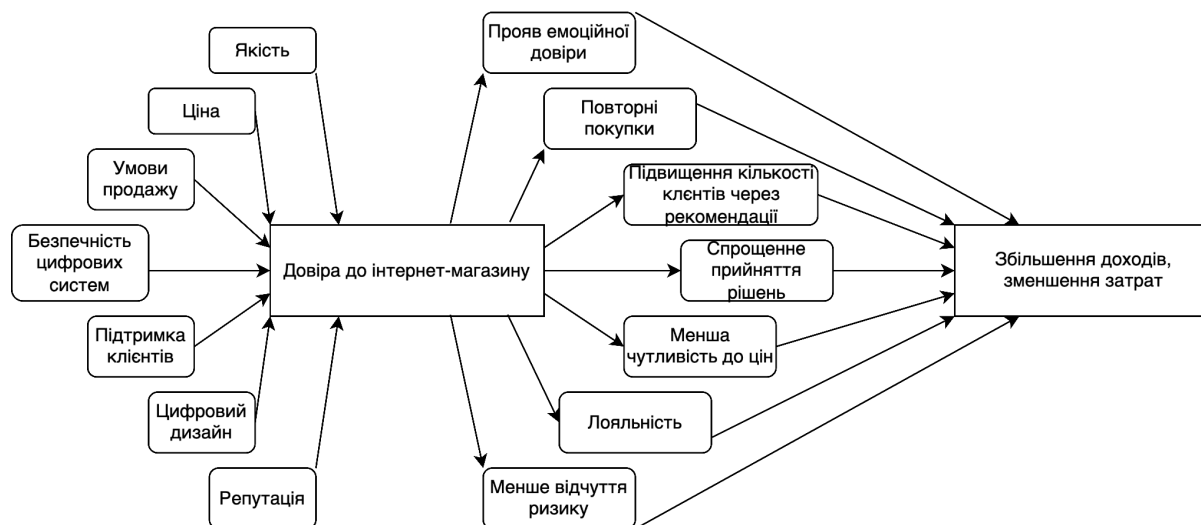 Якість
Ціна
Умови
продажу
Безпечність
цифрових
систем
Підтримка
клієнтів
Цифровий
дизайн
Репутація
Довіра до інтернет-магазину
Прояв емоційної
довіри
Повторні
покупки
Підвищення кількості
клєнтів через
рекомендації
Спрощенне
прийняття
рішень
Менша
чутливість до цін
Лояльність
Менше відчуття
ризику
Збільшення доходів,
зменшення затрат